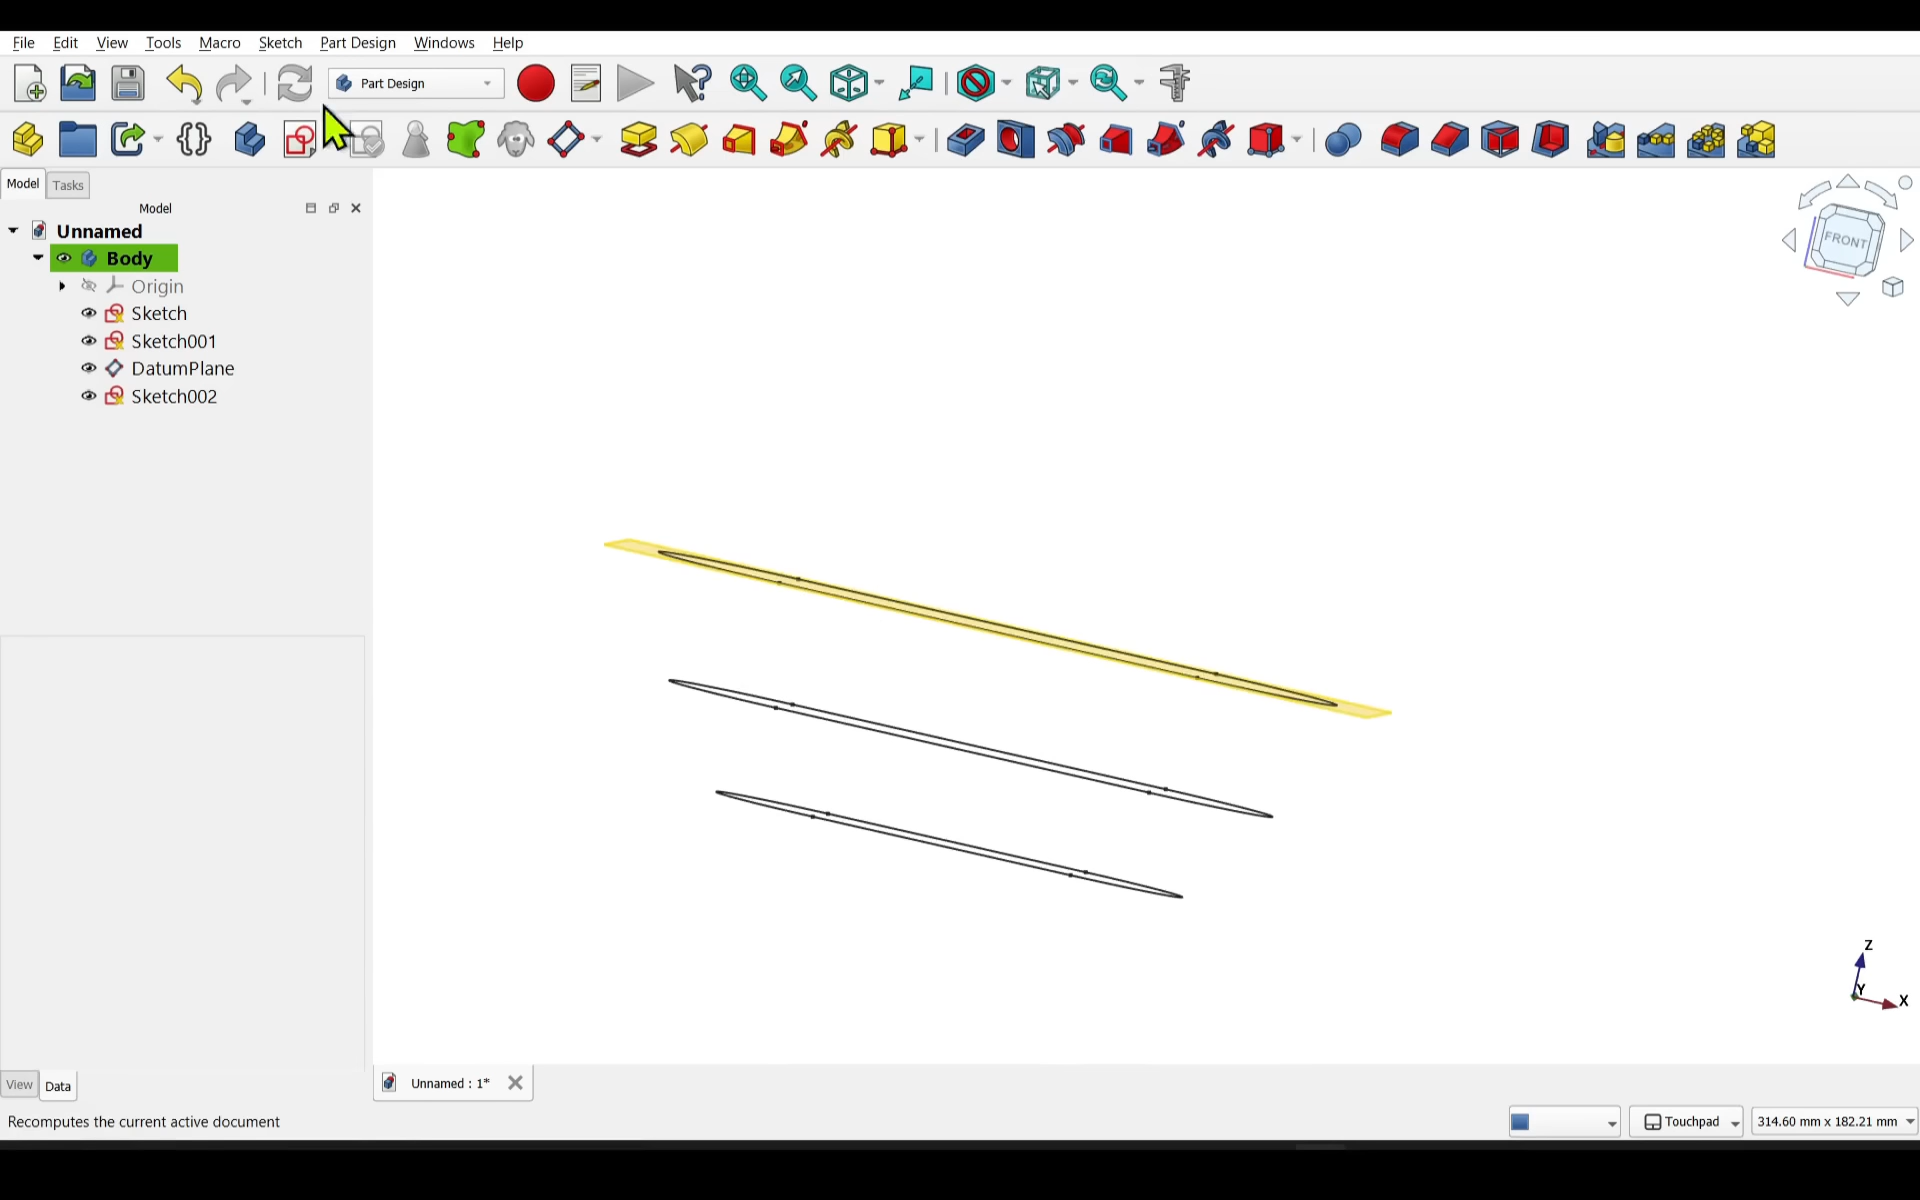 File Edit View Tools Macro Sketch Part Design Windows Help
Part Design
Model Tasks
Model
Unnamed
Body
Origin
Sketch
Sketch001
DatumPlane
Sketch002
FRONT
Z
Y
X
View Data
Unnamed : 1*
Recomputes the current active document
Touchpad
314.60 mm x 182.21 mm